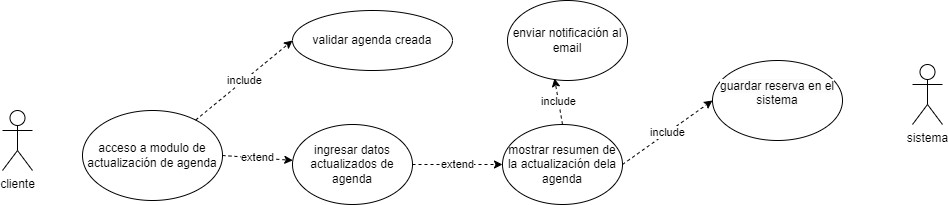 validar agenda creada
enviar notificación al
email
include
guardar reserva en el
sistema
include
include
acceso a modulo de
actualización de agenda
extend
ingresar datos
actualizados de
agenda
extend
mostrar resumen de
la actualización dela
agenda
cliente
sistema